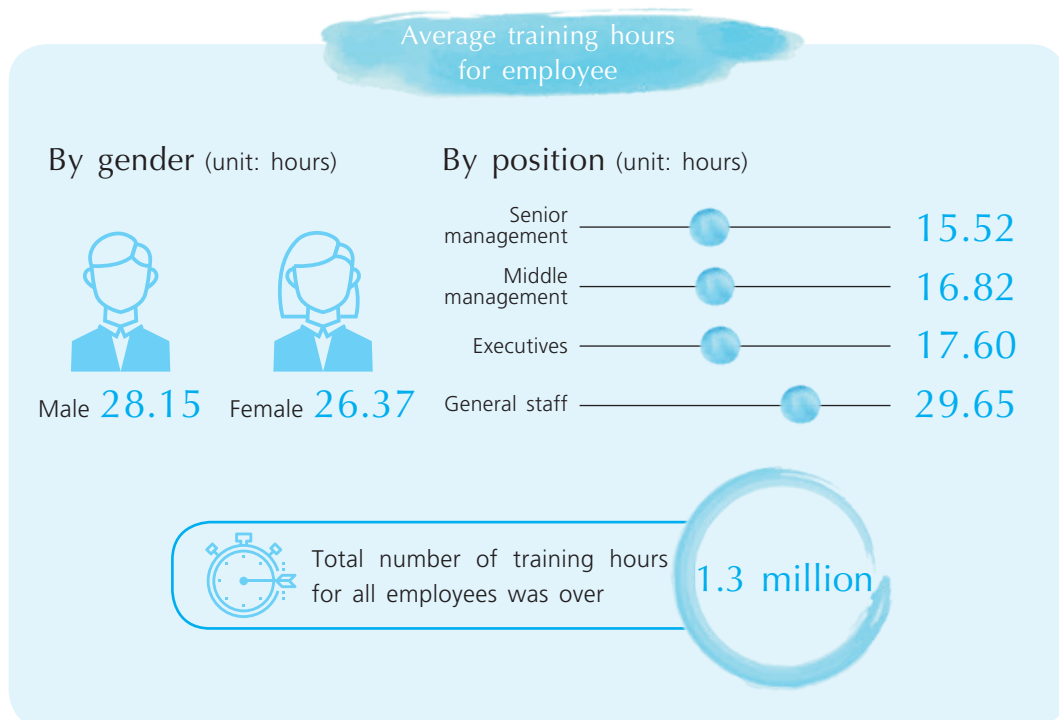 Average training hours
for employee
By gender (unit: hours)
Male 28.15 Female 26.37
By position (unit: hours)
Senior
management
15.52
Middle
management
16.82
Executives 17.60
General staff 29.65
Total number of training hours
for all employees was over
1.3 million